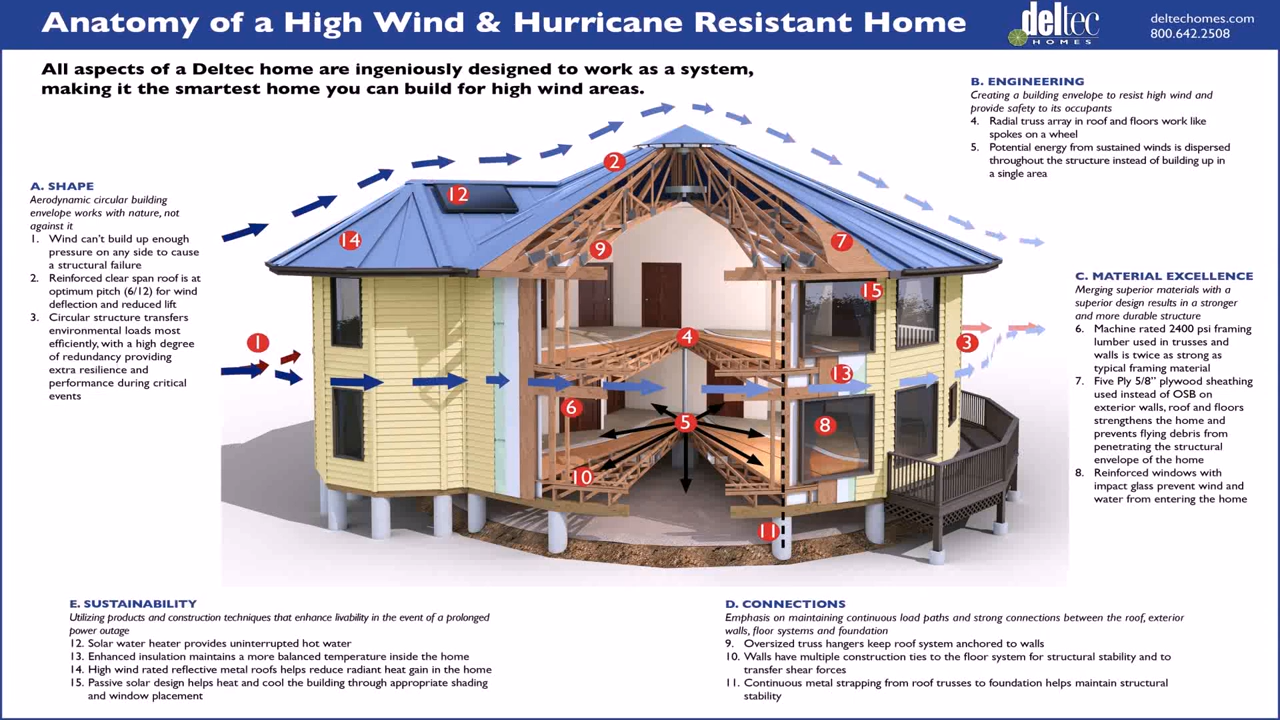 Anatomy of a High Wind & Hurricane Resistant Home
deltec
HOMES
deltechomes.com
800.642.2508
All aspects of a Deltec home are ingeniously designed to work as a system,
making it the smartest home you can build for high wind areas.
A. SHAPE
Aerodynamic circular building
envelope works with nature, not
against it
1. Wind can't build up enough
pressure on any side to cause
a structural failure
2. Reinforced clear span roof is at
optimum pitch (6/12) for wind
deflection and reduced lift
3. Circular structure transfers
environmental loads most
efficiently, with a high degree
of redundancy providing
extra resilience and
performance during critical
events
B. ENGINEERING
Creating a building envelope to resist high wind and
provide safety to its occupants
4. Radial truss array in roof and floors work like
spokes on a wheel
5. Potential energy from sustained winds is dispersed
throughout the structure instead of building up in
a single area
C. MATERIAL EXCELLENCE
Merging superior materials with a
superior design results in a stronger
and more durable structure
6. Machine rated 2400 psi framing
lumber used in trusses and
walls is twice as strong as
typical framing material
7. Five Ply 5/8" plywood sheathing
used instead of OSB on
exterior walls, roof and floors
strengthens the home and
prevents flying debris from
penetrating the structural
envelope of the home
8. Reinforced windows with
impact glass prevent wind and
water from entering the home
2
12
14
9
7
15
1
4
3
13
6
5
8
10
11
E. SUSTAINABILITY
Utilizing products and construction techniques that enhance livability in the event of a prolonged
power outage
12. Solar water heater provides uninterrupted hot water
13. Enhanced insulation maintains a more balanced temperature inside the home
14. High wind rated reflective metal roofs helps reduce radiant heat gain in the home
15. Passive solar design helps heat and cool the building through appropriate shading
and window placement
D. CONNECTIONS
Emphasis on maintaining continuous load paths and strong connections between the roof, exterior
walls, floor systems and foundation
9. Oversized truss hangers keep roof system anchored to walls
10. Walls have multiple construction ties to the floor system for structural stability and to
transfer shear forces
11. Continuous metal strapping from roof trusses to foundation helps maintain structural
stability